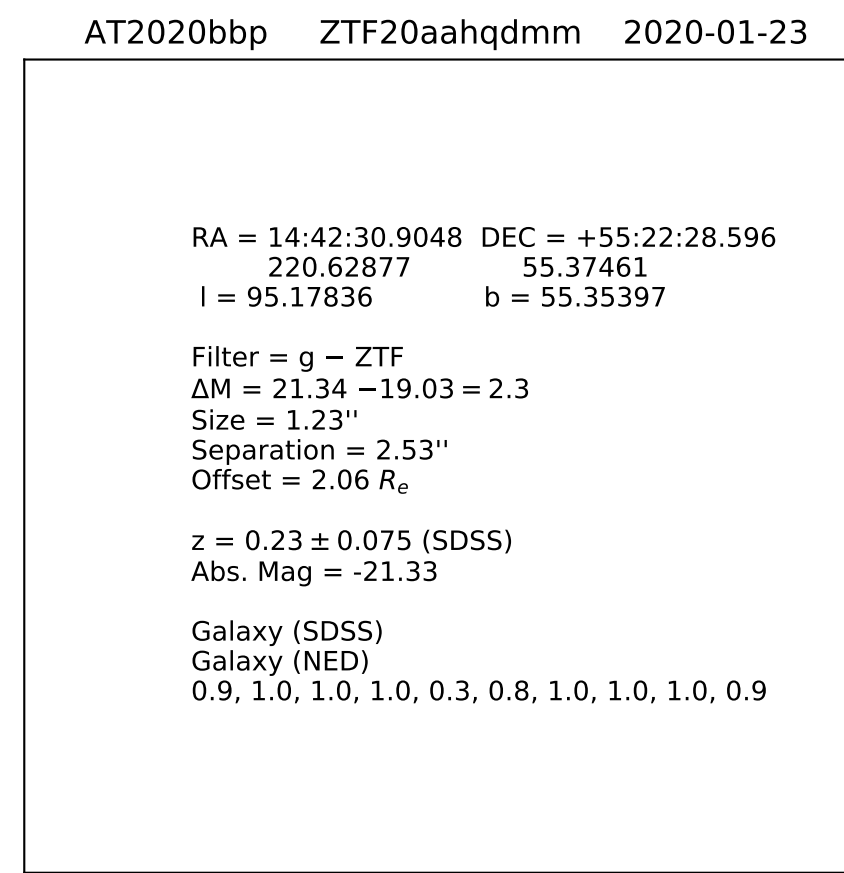 AT2020bbp ZTF20aahqdmm 2020-01-23
RA = 14:42:30.9048 DEC = +55:22:28.596
220.62877 55.37461
l = 95.17836 b = 55.35397
Filter = g − ZTF
ΔM = 21.34 −19.03 = 2.3
Size = 1.23''
Separation = 2.53''
Offset = 2.06 Re
z = 0.23 ± 0.075 (SDSS)
Abs. Mag = -21.33
Galaxy (SDSS)
Galaxy (NED)
0.9, 1.0, 1.0, 1.0, 0.3, 0.8, 1.0, 1.0, 1.0, 0.9